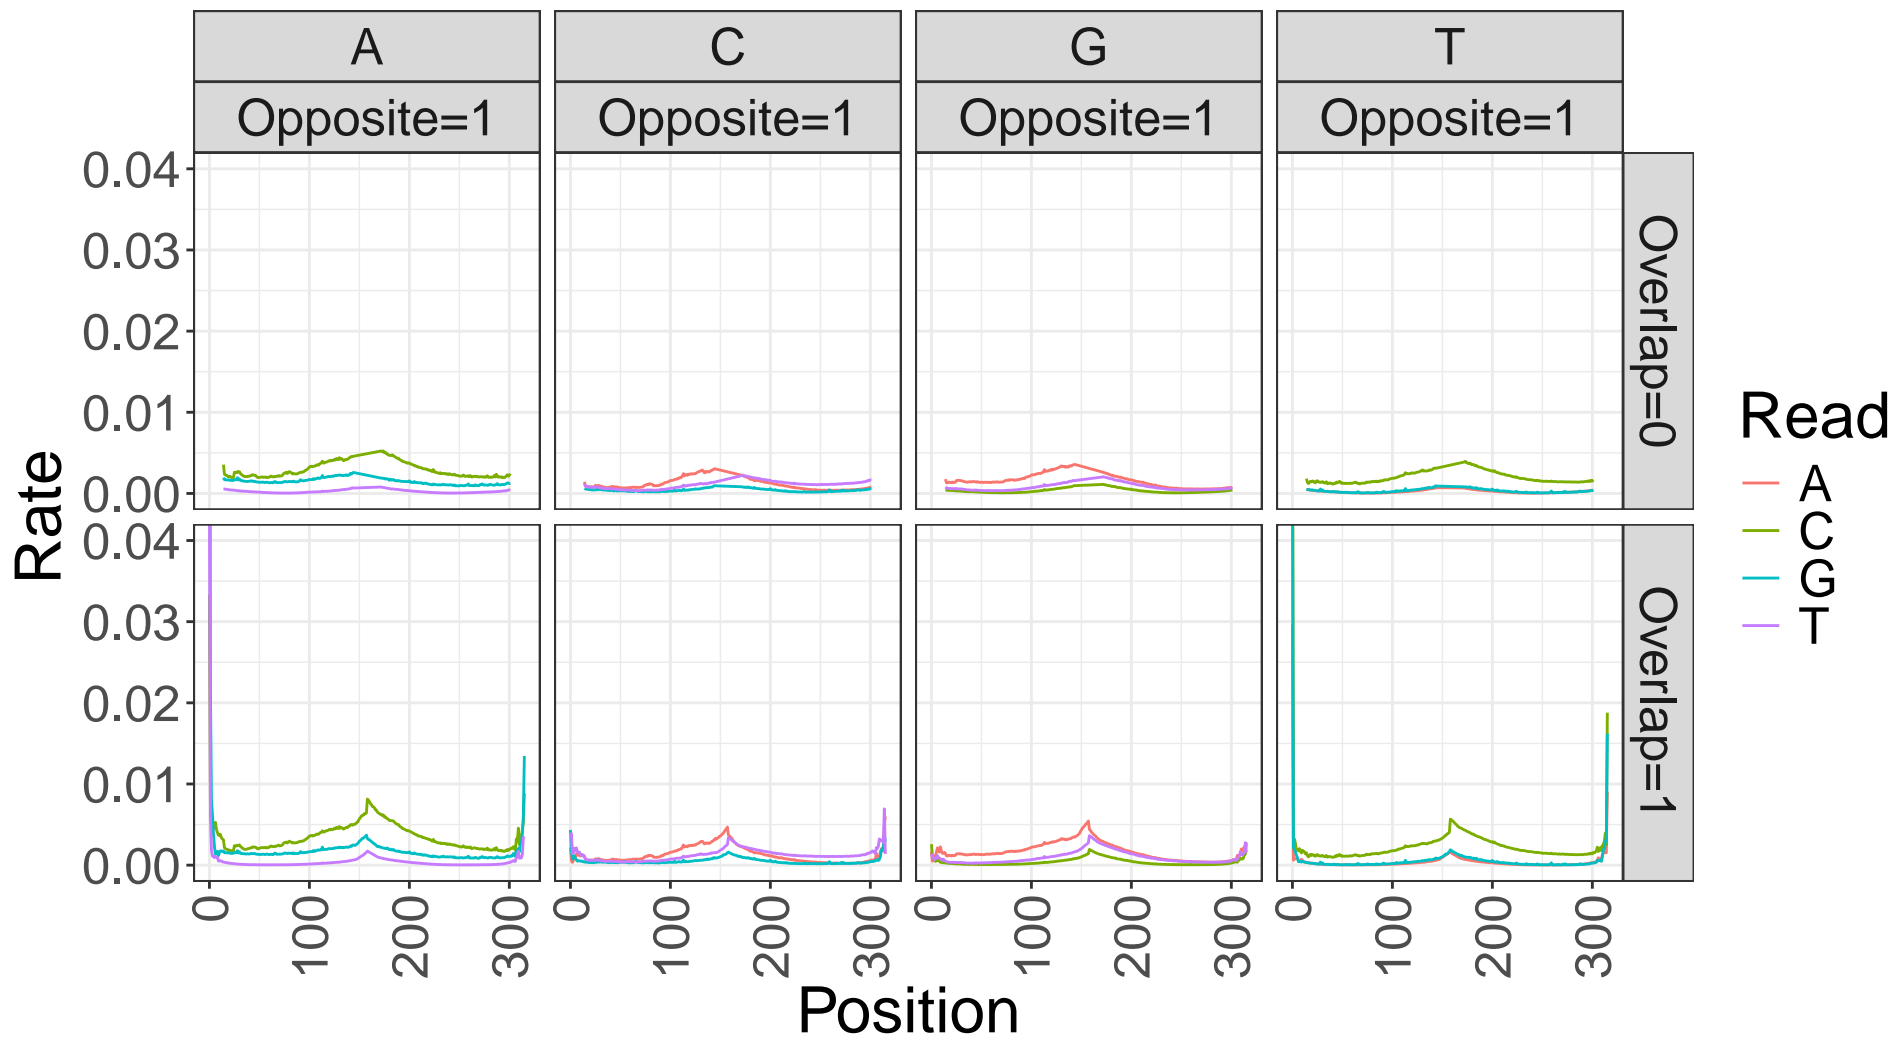 A C G T
Opposite=1 Opposite=1 Opposite=1 Opposite=1
0.04
0.03
0.02
0.01
0.00
Overlap=0
0.04
0.03
0.02
0.01
0.00
Overlap=1
Rate
0 100 200 300 0 100 200 300 0 100 200 300 0 100 200 300
Position
Read
A
C
G
T